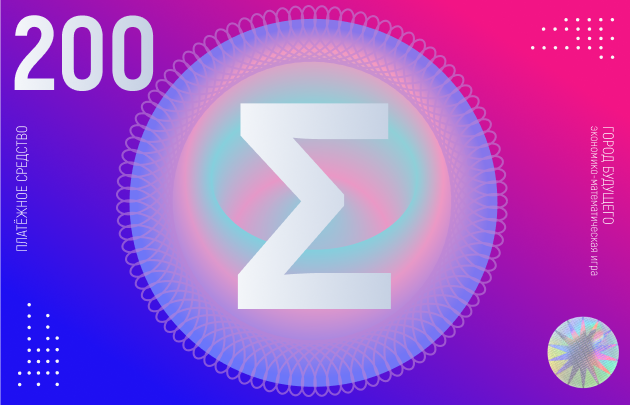 200
Σ
ПЛАТЁЖНОЕ СРЕДСТВО
ГОРОД БУДУЩЕГО
экономико-математическая игра